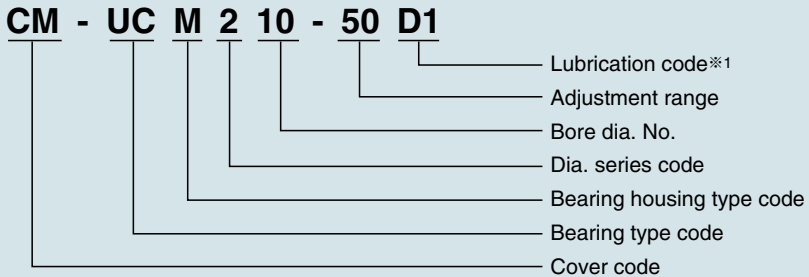 CM - UC M 2 10 - 50 D1
Lubrication code※1
Adjustment range
Bore dia. No.
Dia. series code
Bearing housing type code
Bearing type code
Cover code